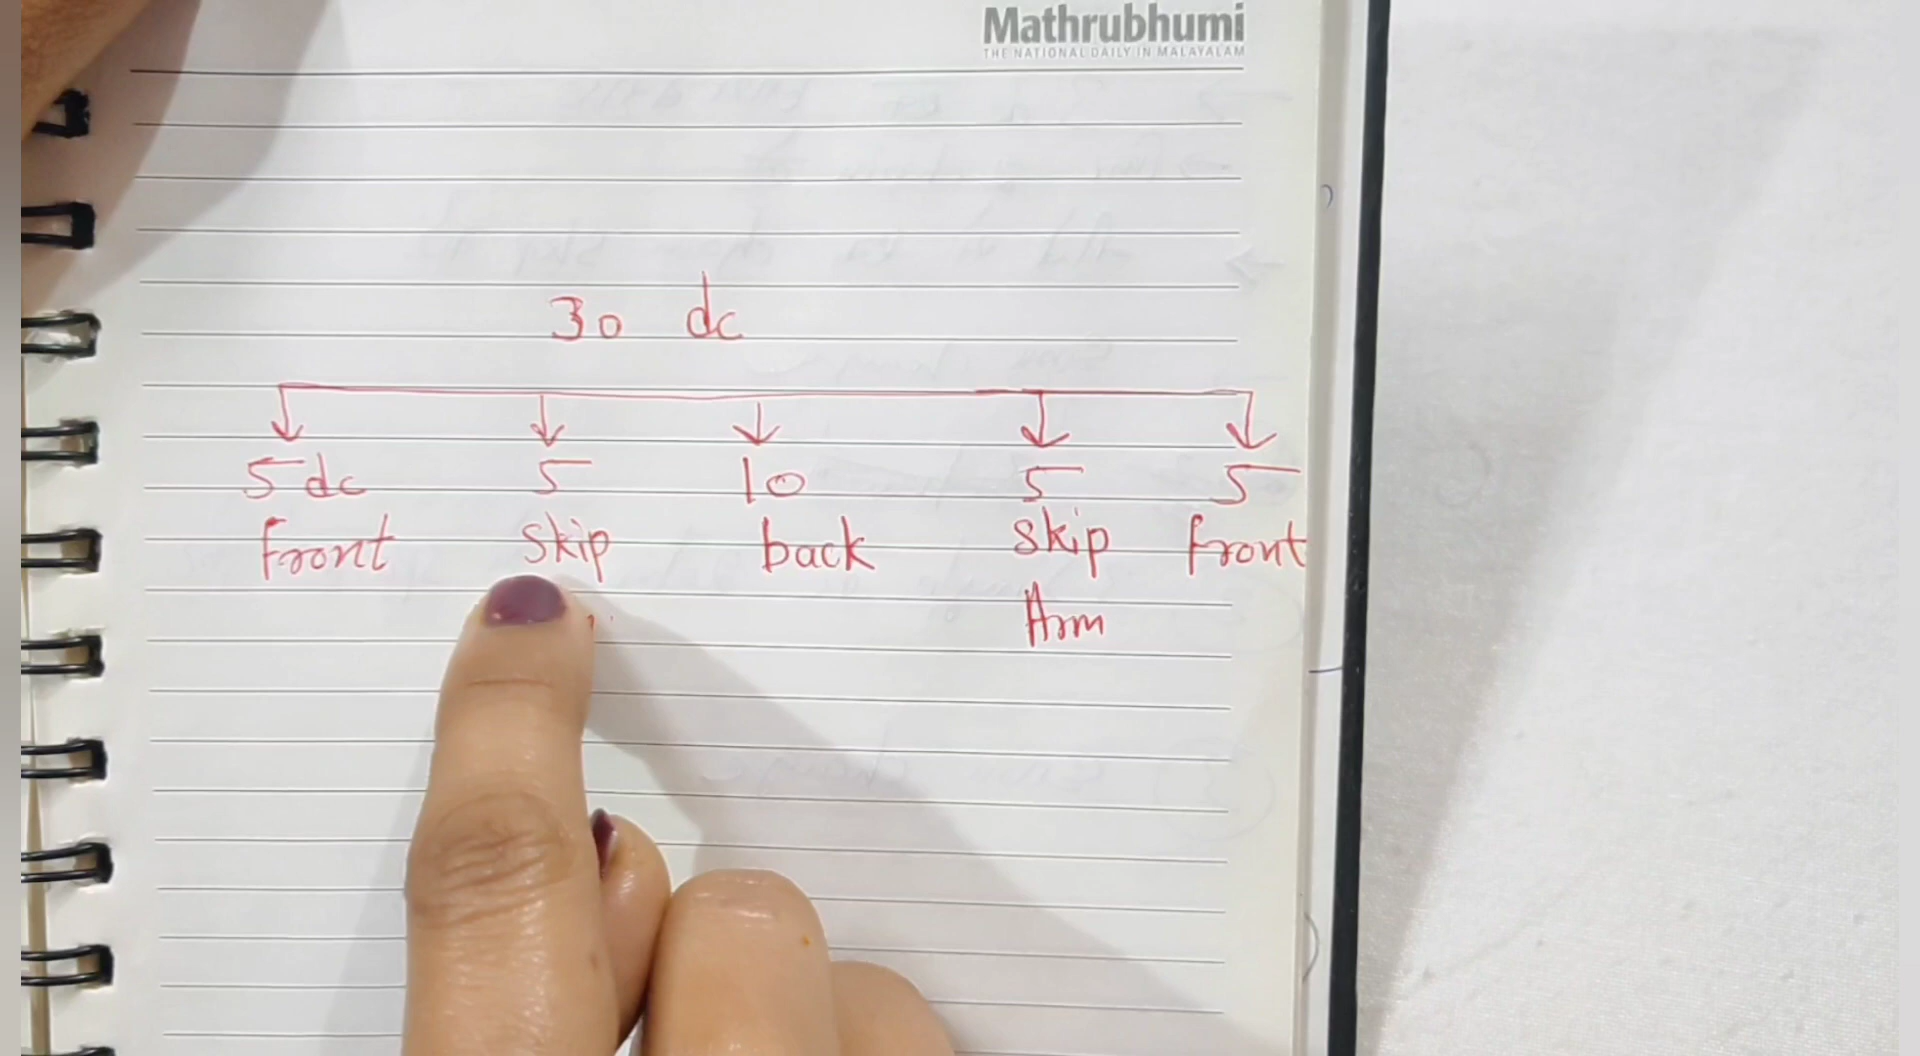 Mathrubhumi
THE NATIONAL DAILY IN MALAYALAM
30 dc
5 dc 5 10 5 5
front skip back skip front
Arm